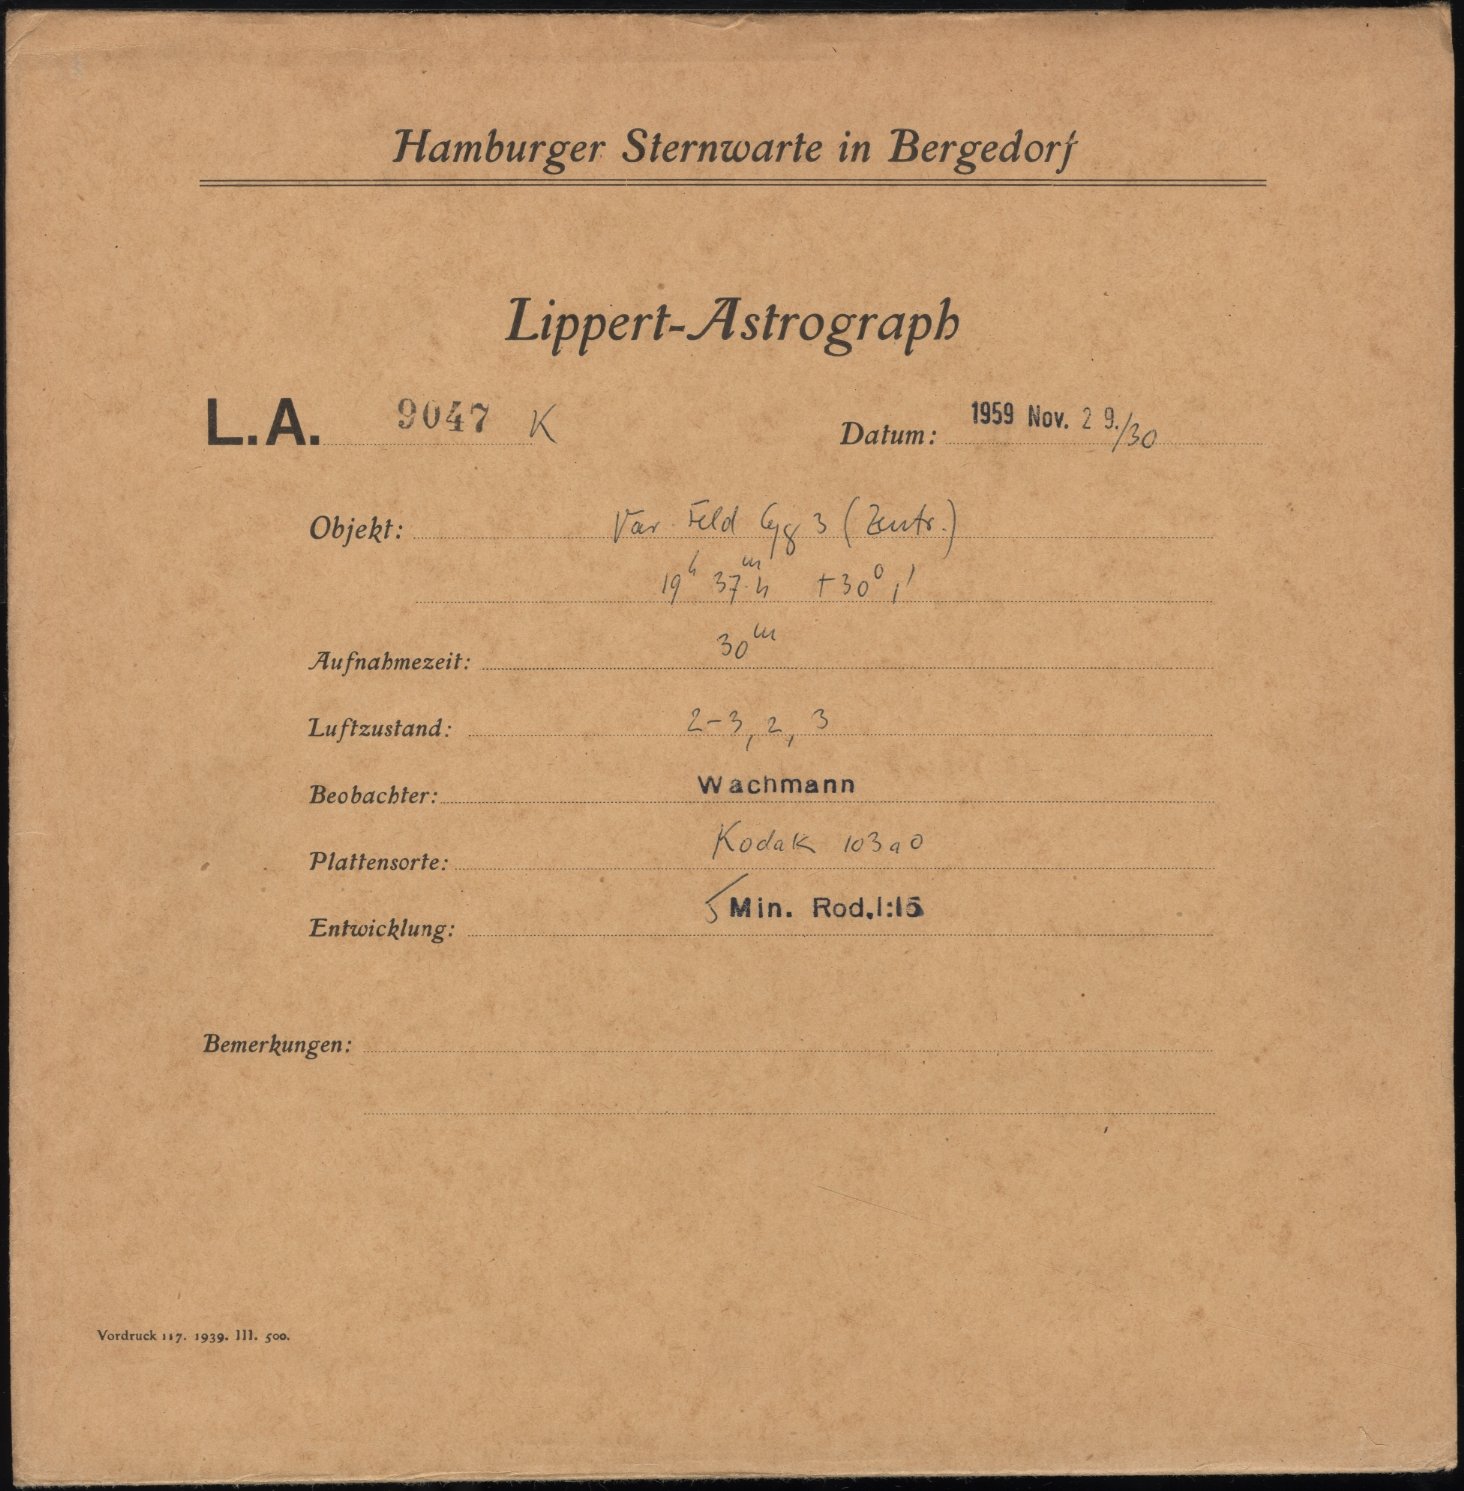 Hamburger Sternwarte in Bergedorf
Lippert-Astrograph
L.A. 9047 K Datum: 1959 Nov. 29./30
Objekt: Var. Feld Cyg 3 (Zentr.)
19h 37m.4 +30° 1'
Aufnahmezeit: 30m
Luftzustand: 2-3, 2, 3
Beobachter: Wachmann
Plattensorte: Kodak 103a0
Entwicklung: 5 Min. Rod. 1:15
Bemerkungen:
Vordruck 117. 1939. III. 500.